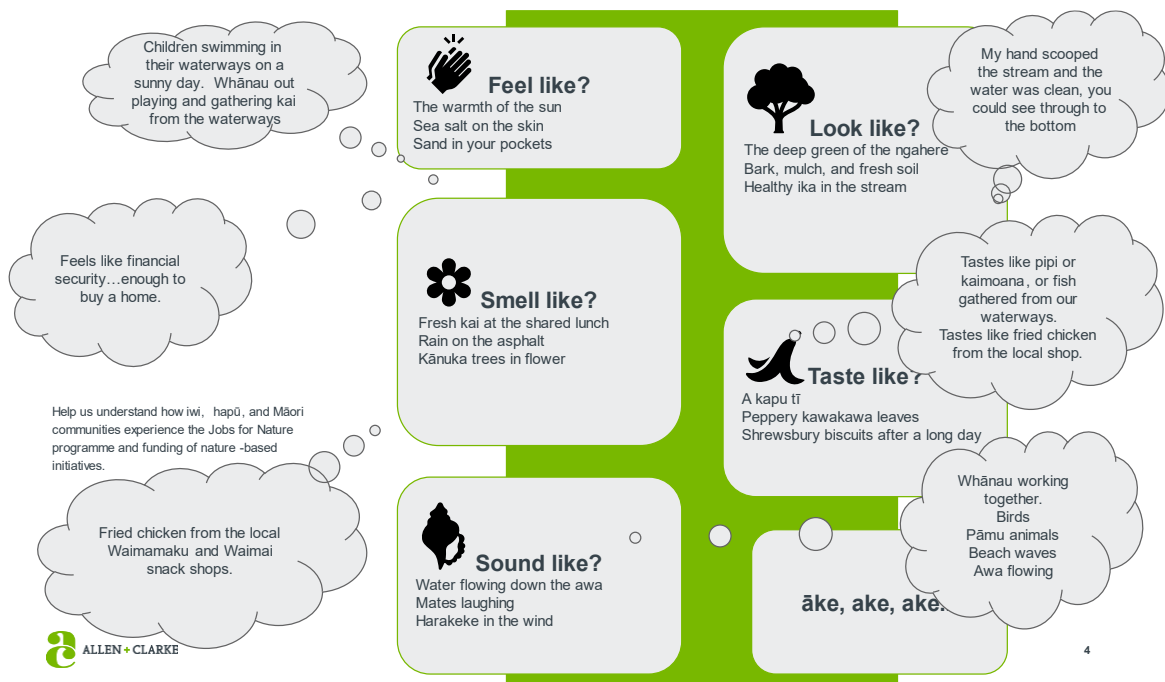 Children swimming in
their waterways on a
sunny day. Whānau out
playing and gathering kai
from the waterways
Feel like?
The warmth of the sun
Sea salt on the skin
Sand in your pockets
Look like?
The deep green of the ngahere
Bark, mulch, and fresh soil
Healthy ika in the stream
My hand scooped
the stream and the
water was clean, you
could see through to
the bottom
Feels like financial
security…enough to
buy a home.
Smell like?
Fresh kai at the shared lunch
Rain on the asphalt
Kānuka trees in flower
Tastes like pipi or
kaimoana, or fish
gathered from our
waterways.
Tastes like fried chicken
from the local shop.
Taste like?
A kapu tī
Peppery kawakawa leaves
Shrewsbury biscuits after a long day
Help us understand how iwi, hapū, and Māori
communities experience the Jobs for Nature
programme and funding of nature -based
initiatives.
Fried chicken from the local
Waimamaku and Waimai
snack shops.
Sound like?
Water flowing down the awa
Mates laughing
Harakeke in the wind
Whānau working
together.
Birds
Pāmu animals
Beach waves
Awa flowing
āke, ake, ake.
ac ALLEN+CLARKE
4